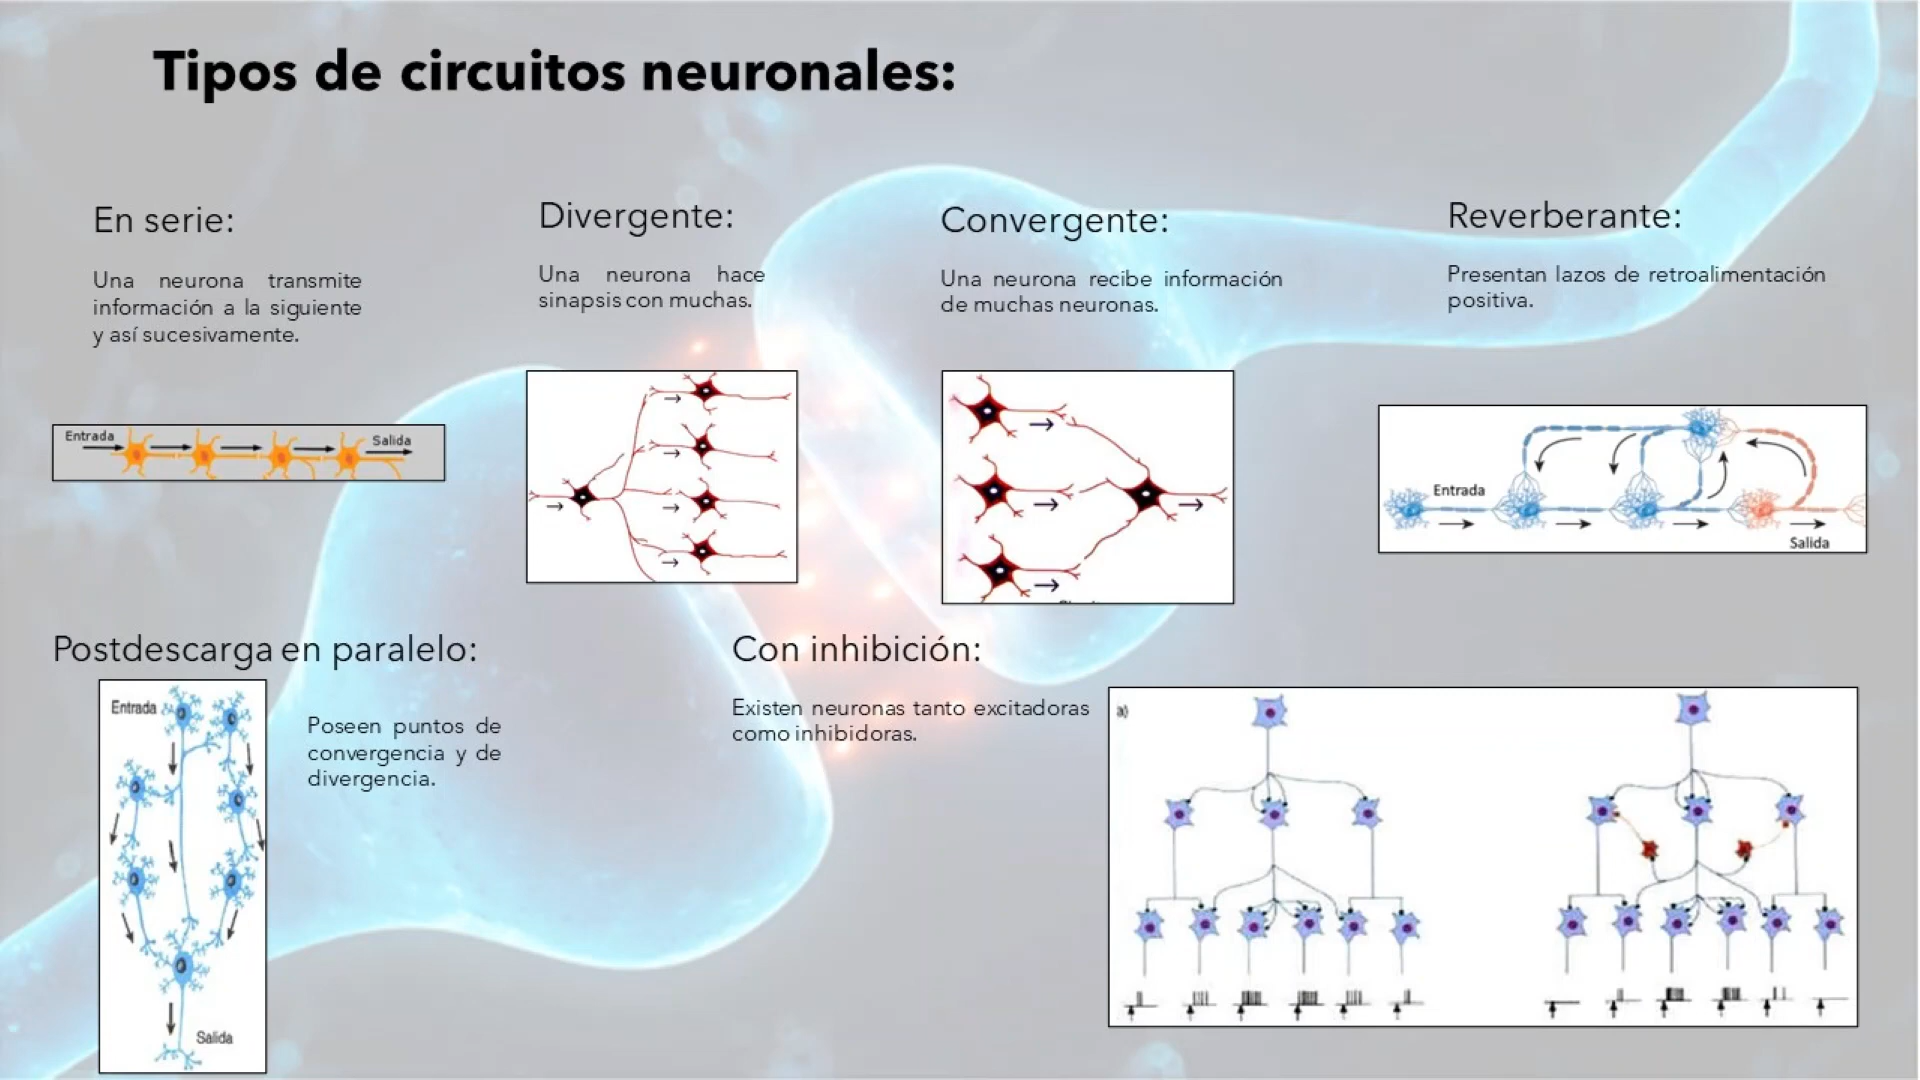 Tipos de circuitos neuronales:
En serie:
Una neurona transmite
información a la siguiente
y así sucesivamente.
Entrada
Salida
Divergente:
Una neurona hace
sinapsis con muchas.
Convergente:
Una neurona recibe información
de muchas neuronas.
Reverberante:
Presentan lazos de retroalimentación
positiva.
Entrada
Salida
Postdescarga en paralelo:
Entrada
Salida
Poseen puntos de
convergencia y de
divergencia.
Con inhibición:
Existen neuronas tanto excitadoras
como inhibidoras.
a)